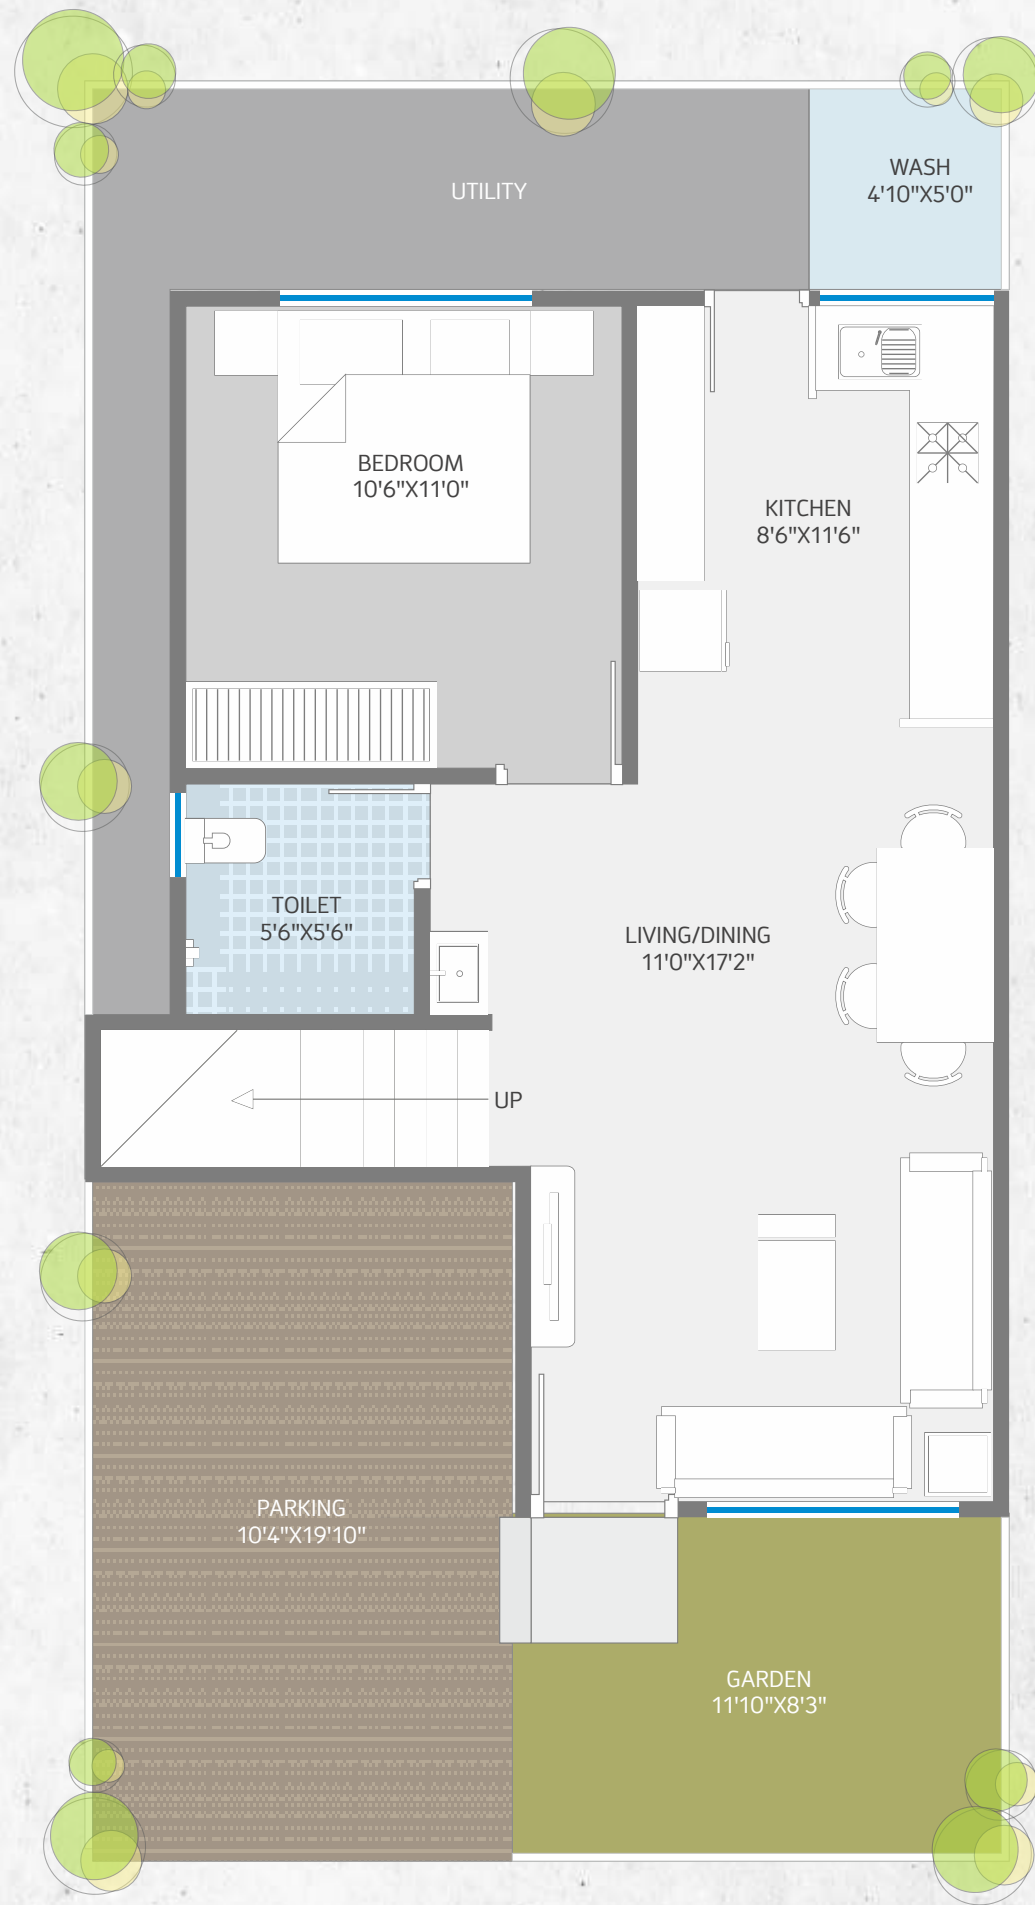 WASH
4'10"X5'0"
UTILITY
BEDROOM
10'6"X11'0"
KITCHEN
8'6"X11'6"
TOILET
5'6"X5'6"
LIVING/DINING
11'0"X17'2"
UP
PARKING
10'4"X19'10"
GARDEN
11'10"X8'3"